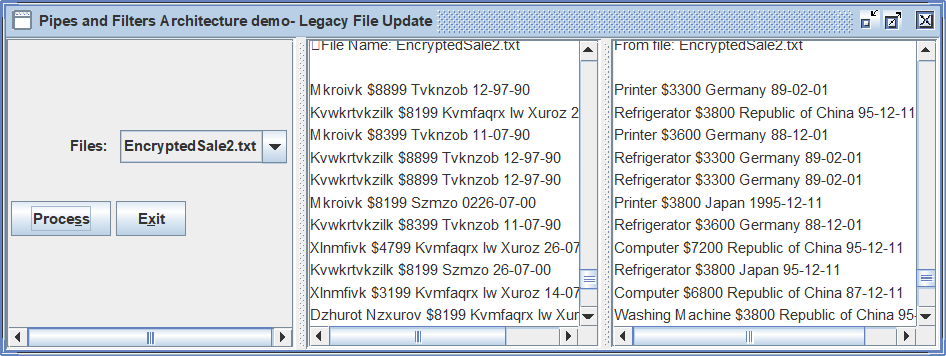 Pipes and Filters Architecture demo- Legacy File Update
Files: EncryptedSale2.txt
Process Exit
File Name: EncryptedSale2.txt
Mkroivk $8899 Tvknzob 12-97-90
Kvwkrtvkzilk $8199 Kvmfaqrx lw Xuroz 2
Mkroivk $8399 Tvknzob 11-07-90
Kvwkrtvkzilk $8899 Tvknzob 12-97-90
Kvwkrtvkzilk $8899 Tvknzob 12-97-90
Mkroivk $8199 Szmzo 0226-07-00
Kvwkrtvkzilk $8399 Tvknzob 11-07-90
Xlnmfivk $4799 Kvmfaqrx lw Xuroz 26-07
Kvwkrtvkzilk $8199 Szmzo 26-07-00
Xlnmfivk $3199 Kvmfaqrx lw Xuroz 14-07
Dzhurot Nzxurov $8199 Kvmfaqrx lw Xur
From file: EncryptedSale2.txt
Printer $3300 Germany 89-02-01
Refrigerator $3800 Republic of China 95-12-11
Printer $3600 Germany 88-12-01
Refrigerator $3300 Germany 89-02-01
Refrigerator $3300 Germany 89-02-01
Printer $3800 Japan 1995-12-11
Refrigerator $3600 Germany 88-12-01
Computer $7200 Republic of China 95-12-11
Refrigerator $3800 Japan 95-12-11
Computer $6800 Republic of China 87-12-11
Washing Machine $3800 Republic of China 95-